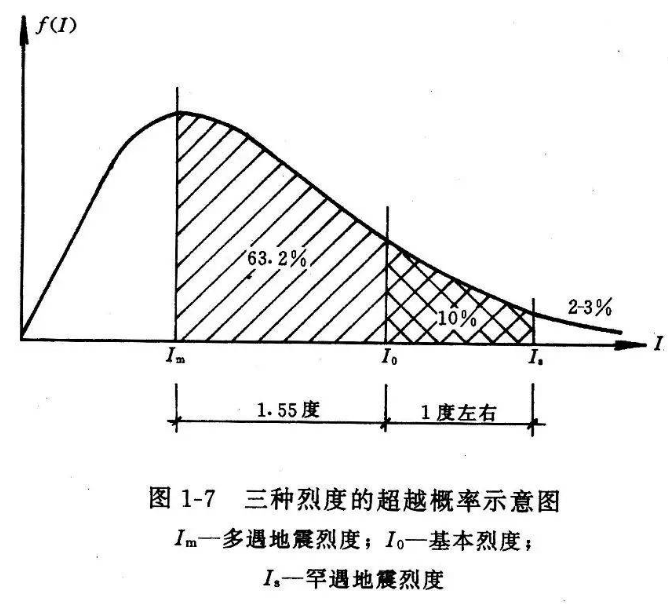 f(I)
63.2%
10%
2-3%
Iₘ
I₀
Iₛ
I
1.55度
1度左右
图 1-7 三种烈度的超越概率示意图
Iₘ—多遇地震烈度；I₀—基本烈度；
Iₛ—罕遇地震烈度